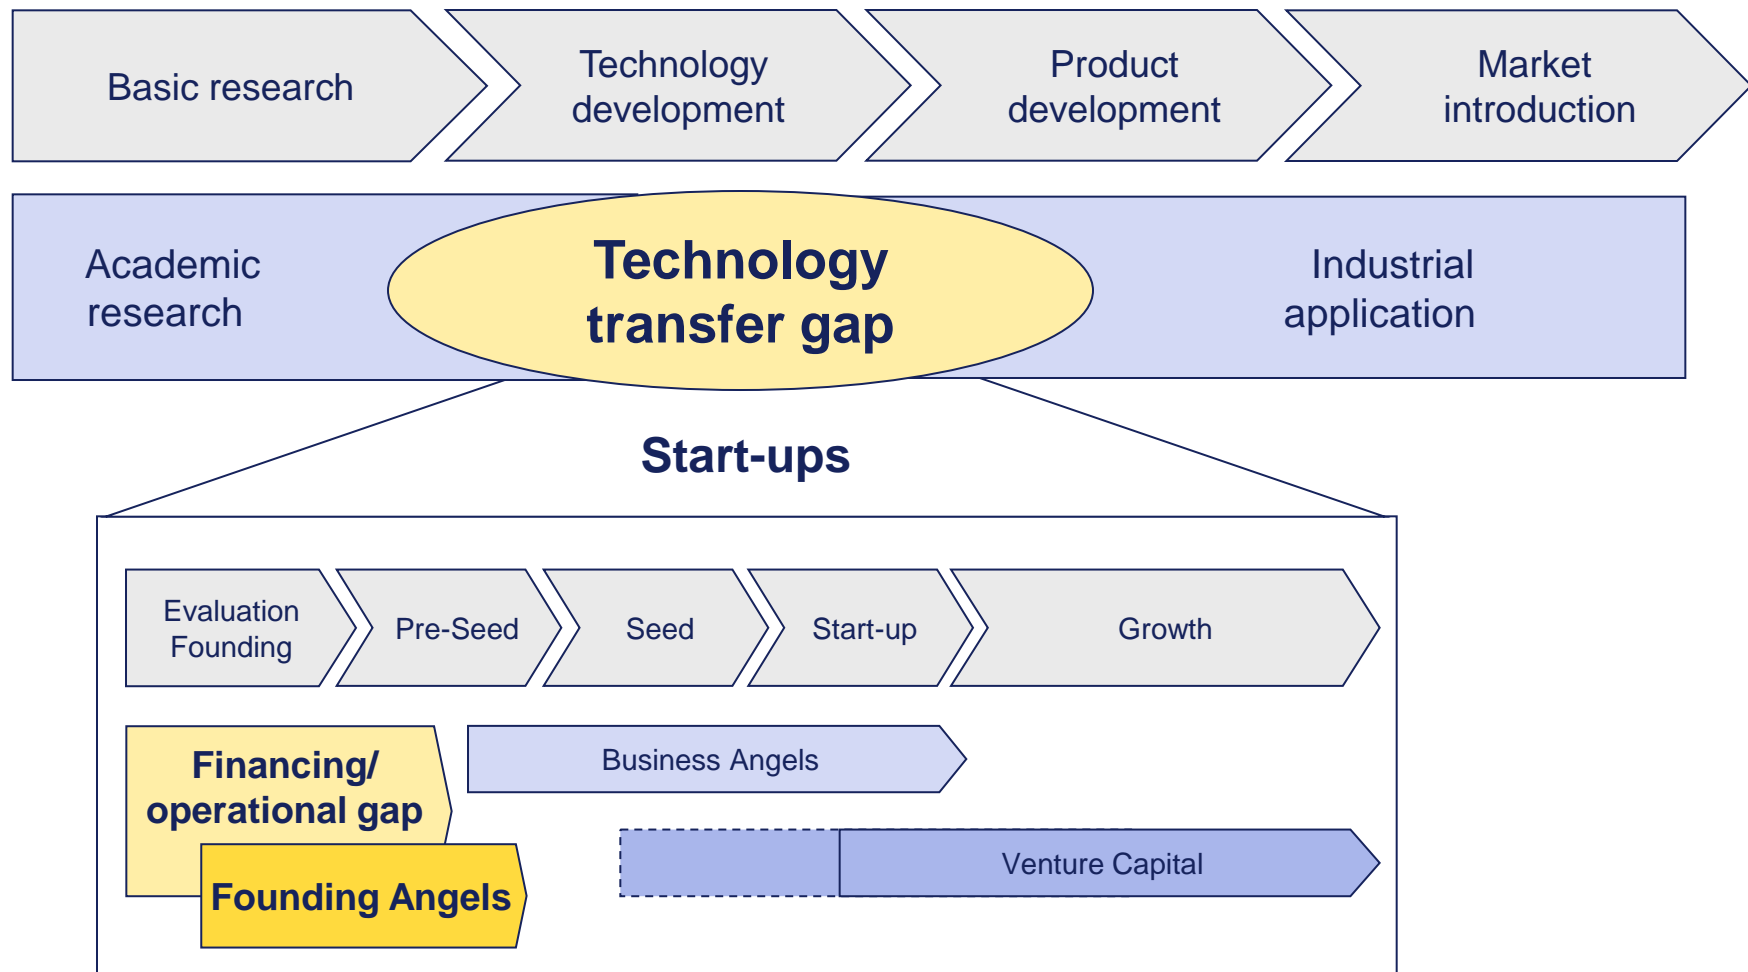 Basic research
Technology
development
Product
development
Market
introduction
Academic
research
Technology
transfer gap
Industrial
application
Start-ups
Evaluation
Founding
Pre-Seed
Seed
Start-up
Growth
Financing/
operational gap
Business Angels
Venture Capital
Founding Angels